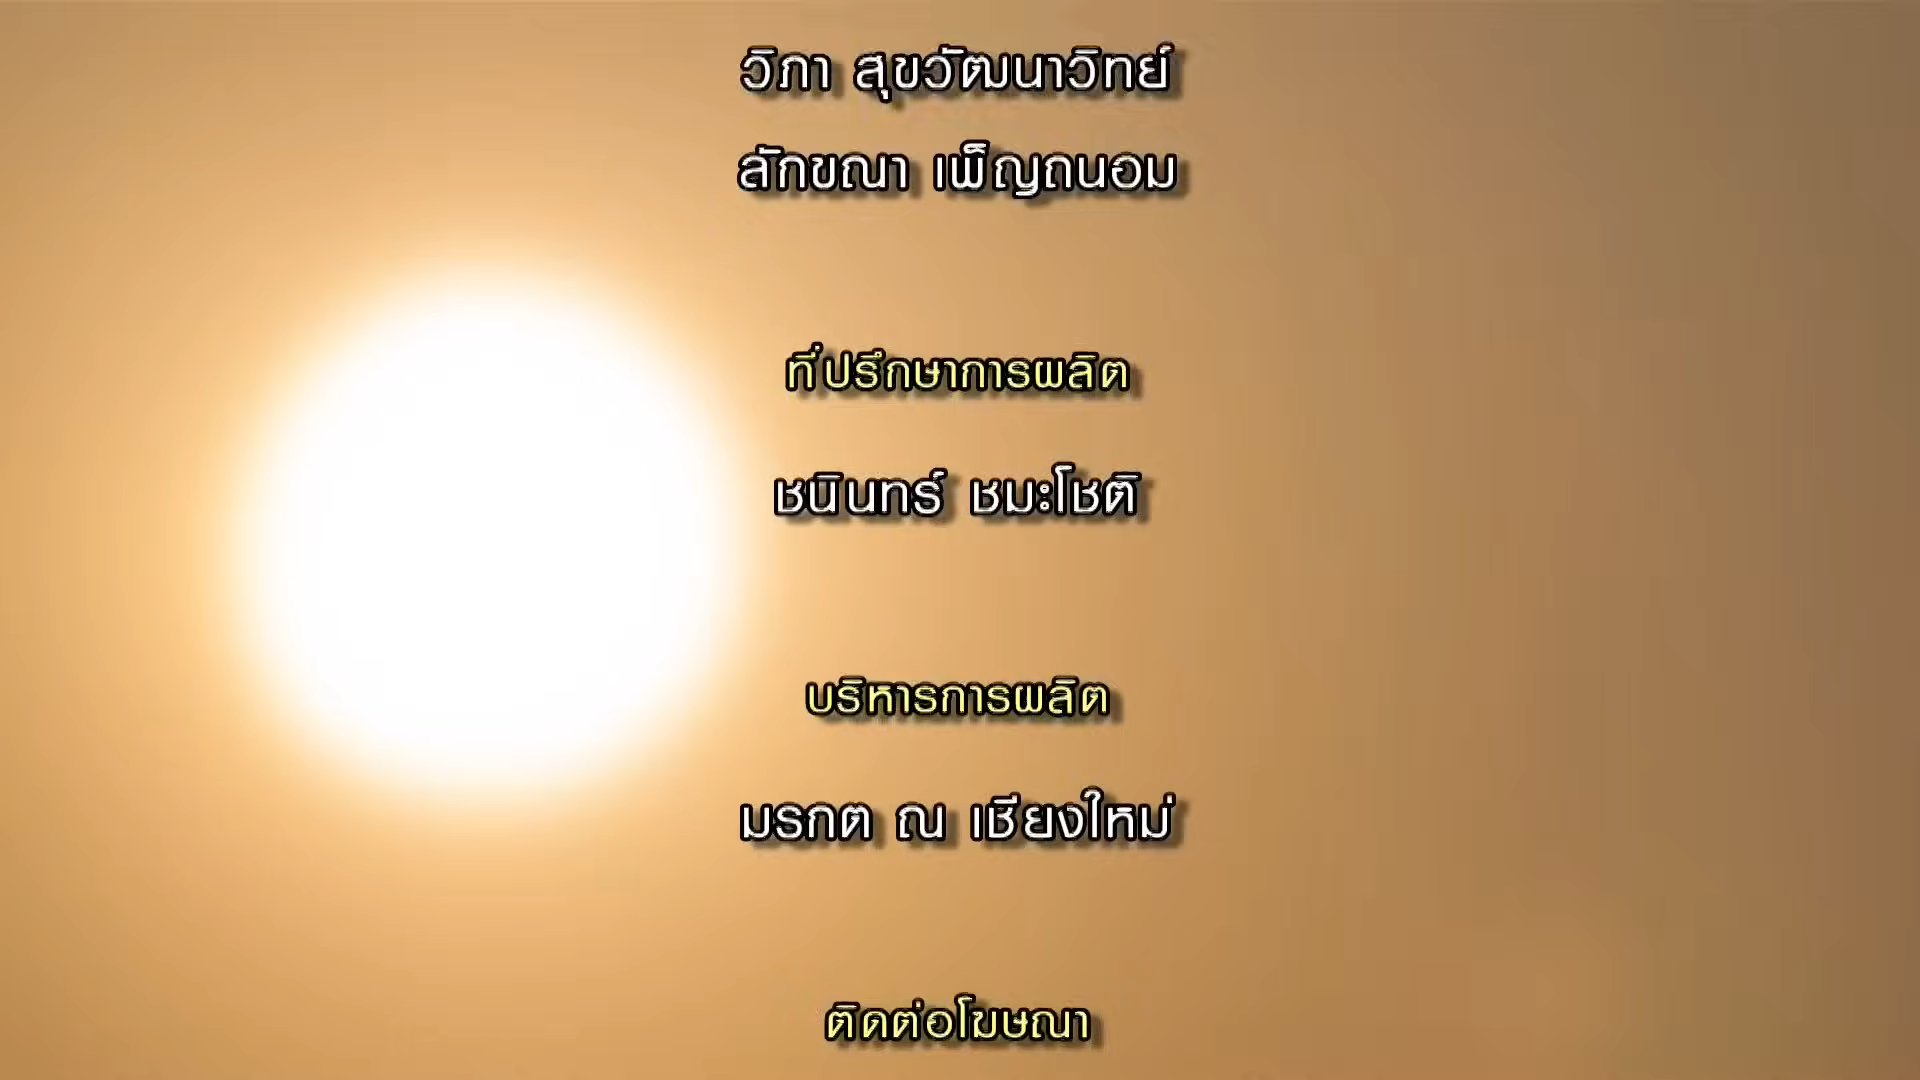 วิภา สุขวัฒนาวิทย์
ลักขณา เพ็ญถนอม
ที่ปรึกษาการผลิต
ชนินทร์ ชมะโชติ
บริหารการผลิต
มรกต ณ เชียงใหม่
ติดต่อโฆษณา